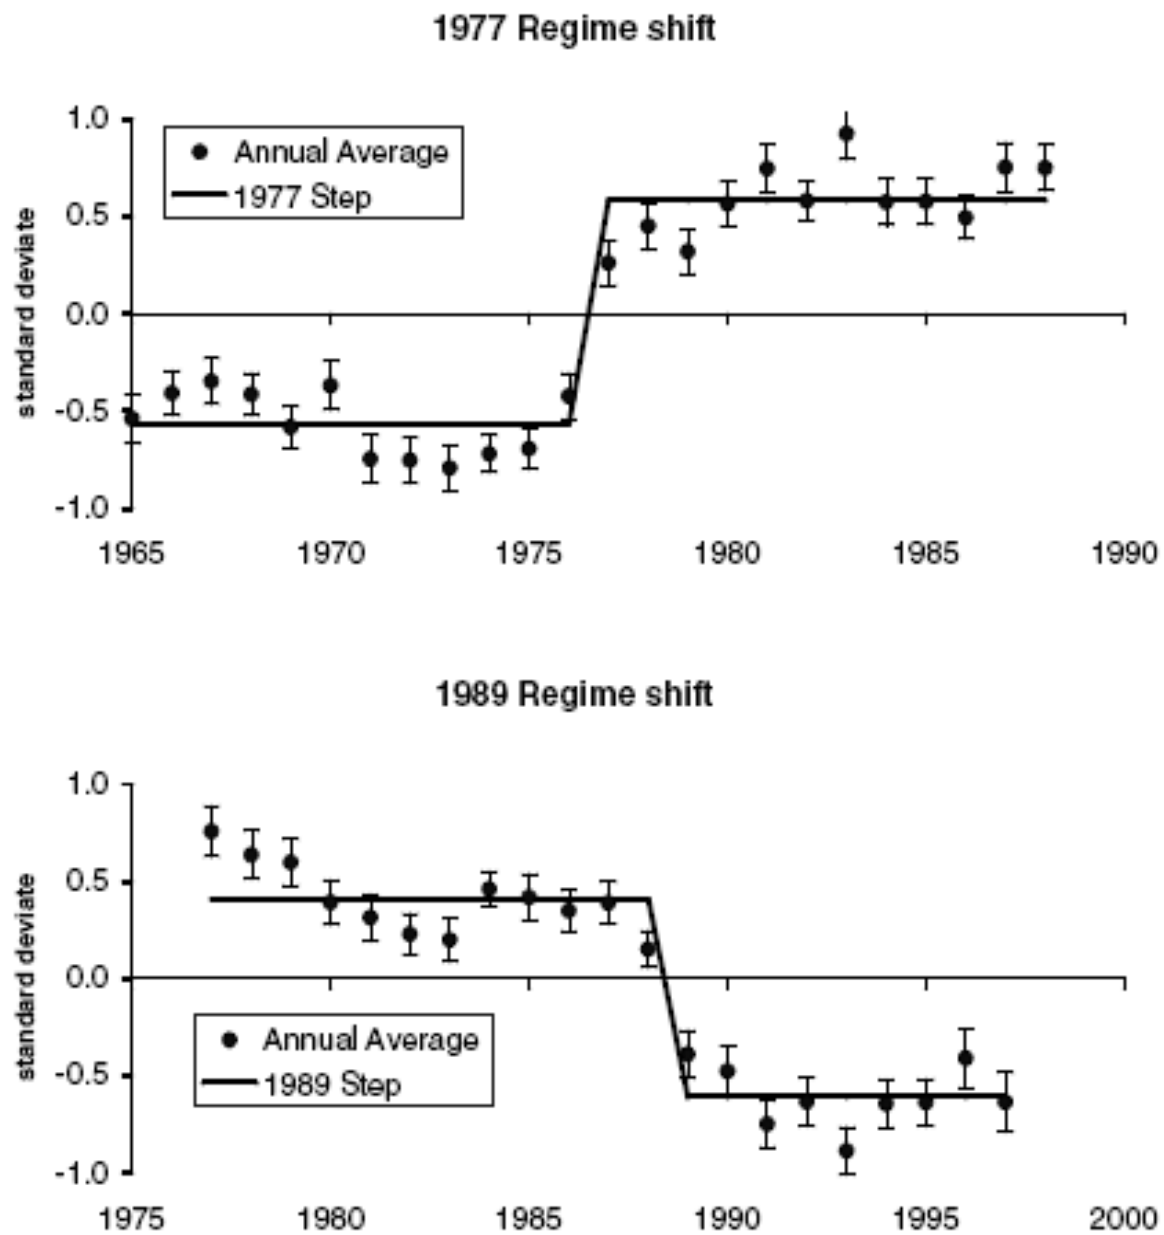 1977 Regime shift
1.0
Annual Average
1977 Step
0.5
standard deviate
0.0
-0.5
-1.0
1965 1970 1975 1980 1985 1990
1989 Regime shift
1.0
0.5
standard deviate
0.0
Annual Average
-0.5
1989 Step
-1.0
1975 1980 1985 1990 1995 2000